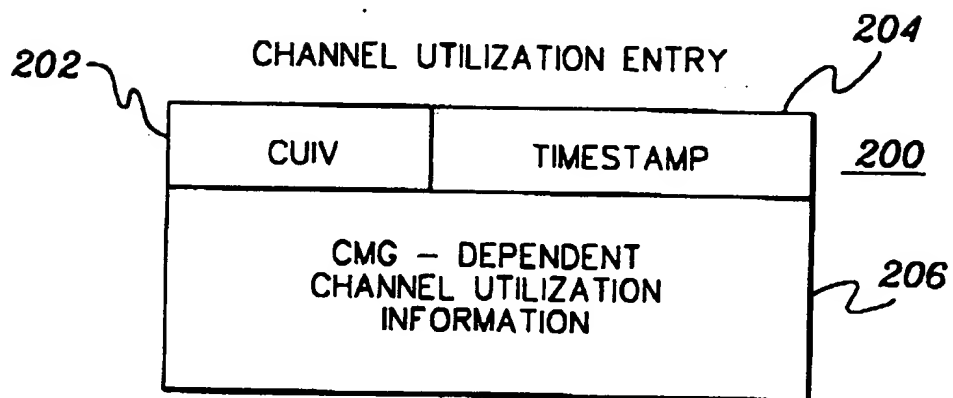 204
202
CHANNEL UTILIZATION ENTRY
CUIV
TIMESTAMP
200
CMG – DEPENDENT
CHANNEL UTILIZATION
INFORMATION
206